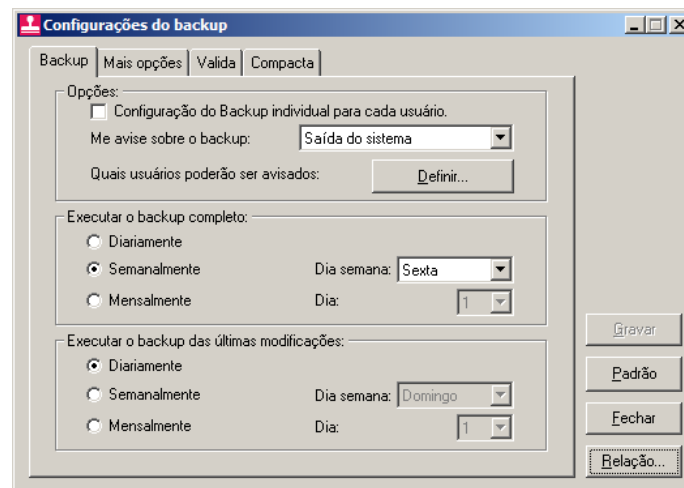 Configurações do backup
Backup Mais opções Valida Compacta
Opções:
Configuração do Backup individual para cada usuário.
Me avise sobre o backup: Saída do sistema
Quais usuários poderão ser avisados: Definir...
Executar o backup completo:
Diariamente
Semanalmente Dia semana: Sexta
Mensalmente Dia: 1
Executar o backup das últimas modificações:
Diariamente
Semanalmente Dia semana: Domingo
Mensalmente Dia: 1
Gravar
Padrão
Fechar
Relação...